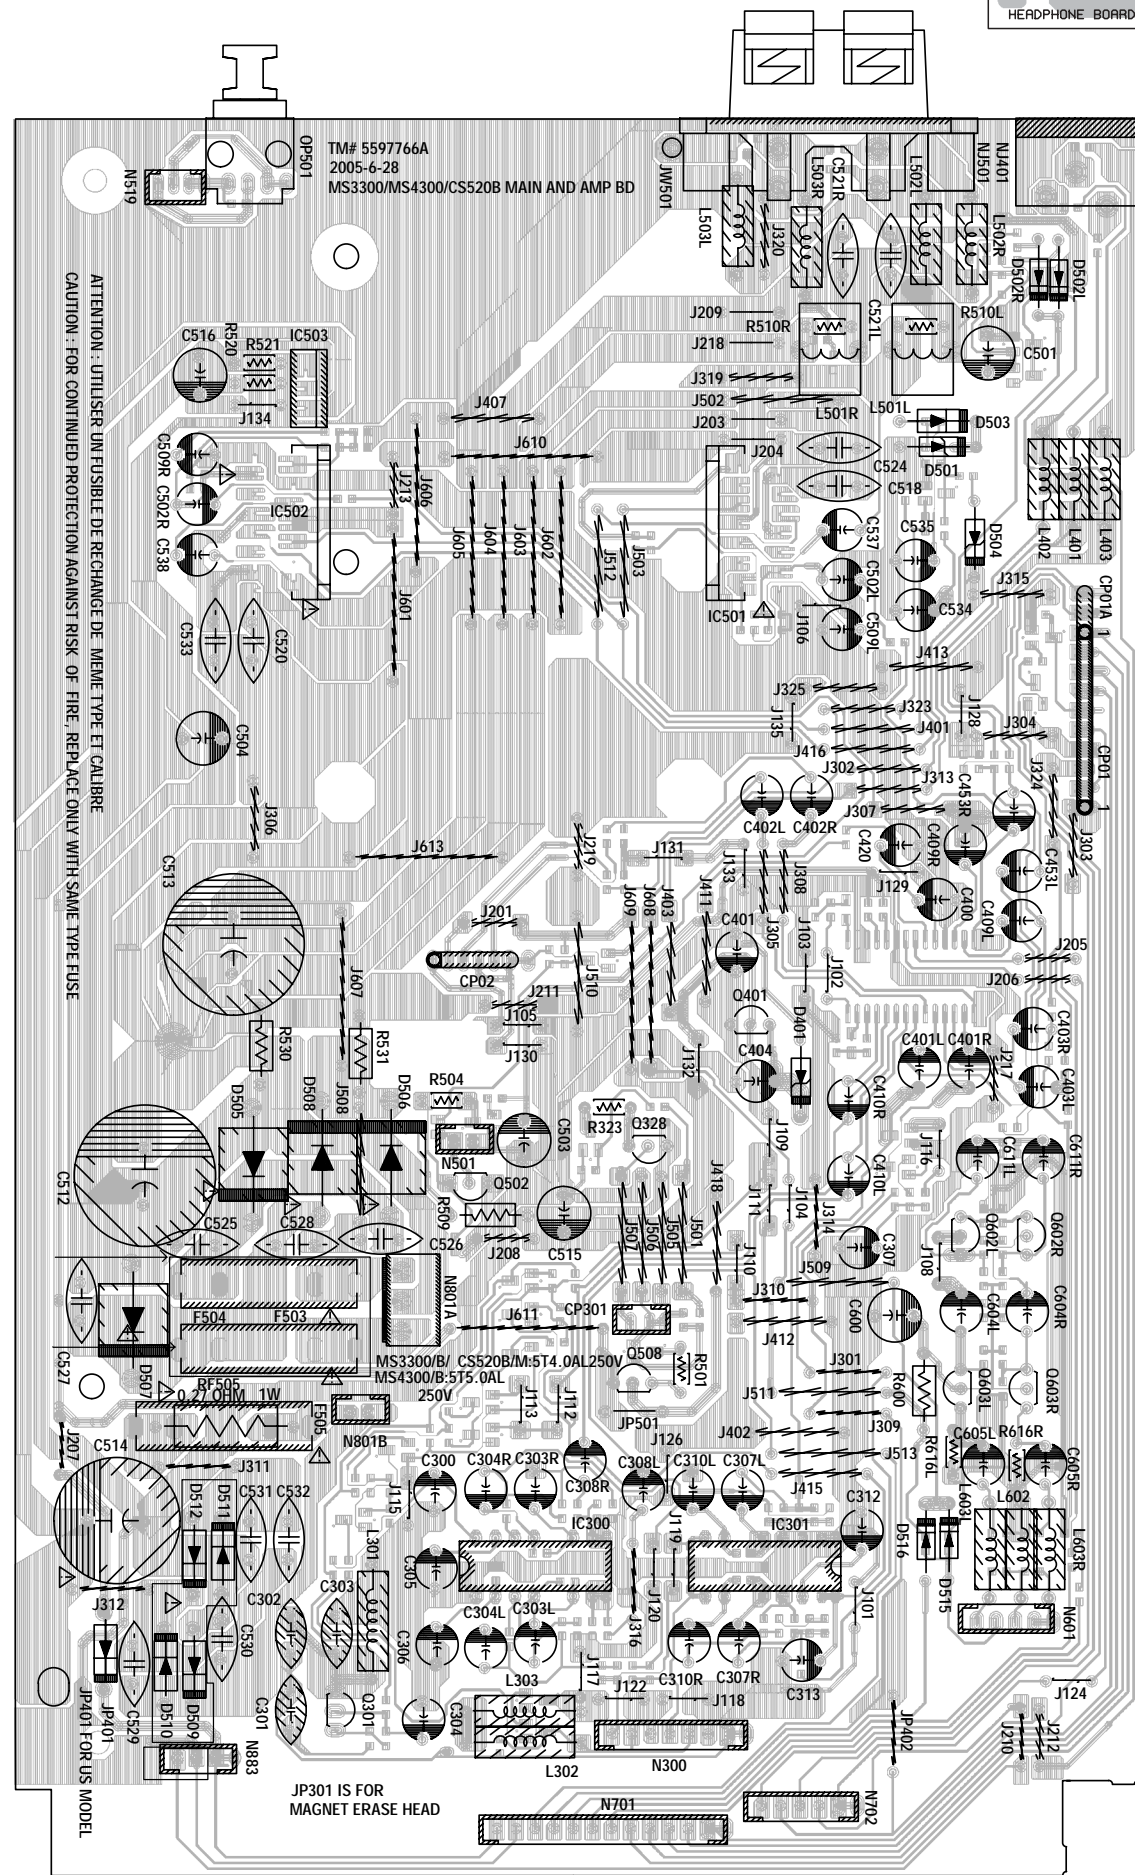 HEADPHONE BOARD
OP501
N519
TM# 5597766A
2005-6-28
MS3300/MS4300/CS520B MAIN AND AMP BD
JW501
L503R
C521R
L502L
NJ501
NJ401
L503L
J320
L502R
D502R
D502L
ATTENTION : UTILISER UN FUSIBLE DE RECHANGE DE MEME TYPE ET CALIBRE
CAUTION : FOR CONTINUED PROTECTION AGAINST RISK OF FIRE, REPLACE ONLY WITH SAME TYPE FUSE
C516
R520
R521
IC503
J134
J209
R510R
C521L
R510L
J218
C501
J319
J502
J407
L501R
L501L
J203
D503
J610
J204
D501
C509R
C502R
C538
IC502
J213
J606
C524
C518
J605
J604
J603
J602
J512
J503
C537
C535
D504
L402
L401
L403
C502L
J315
CP01A
1
J601
IC501
J106
C509L
C534
C533
C520
J413
J325
J323
J135
J401
J128
J304
C504
J416
J302
J313
J324
CP01
1
J306
J307
C453R
C402L
C402R
J303
J613
J219
J131
J133
J308
C420
C409R
J129
C453L
C513
J609
J608
J403
J411
C401
J305
J103
C400
C409L
J201
J607
CP02
J510
J102
J205
J206
J211
J105
J130
Q401
D401
C403R
R530
R531
J132
C404
C401L
C401R
J217
C403L
D505
D508
J508
D506
R504
C503
R323
Q328
C410R
N501
J109
J116
C611L
C611R
C512
Q502
C410L
R509
J418
J111
J104
J314
C525
C528
C526
J208
C515
J507
J506
J505
J501
C307
Q602L
Q602R
J110
J108
J509
N801A
F504
F503
J310
C527
D507
J611
CP301
J412
C600
C604L
C604R
MS3300/B/ CS520B/M:5T4.0AL250V
MS4300/B:5T5.0AL
250V
Q508
R501
J301
RF505
0.27 OHM 1W
F505
J511
R600
Q603L
Q603R
J113
J112
JP501
J309
J207
C514
N801B
J402
J126
J513
R616L
C605L
R616R
C605R
J311
C300
C304R
C303R
C308L
C310L
C307L
C308R
J415
D512
D511
C531
C532
J115
C312
L603L
L602
L603R
IC300
J119
IC301
D516
D515
L301
C305
J312
C302
C303
C304L
C303L
J316
J120
J101
N601
C530
C306
L303
J117
C310R
C307R
C313
JP401
C529
D510
D509
C301
Q301
C304
J122
J118
J124
JP401 FOR US MODEL
N883
L302
N300
JP402
J210
J212
JP301 IS FOR
MAGNET ERASE HEAD
N701
N702